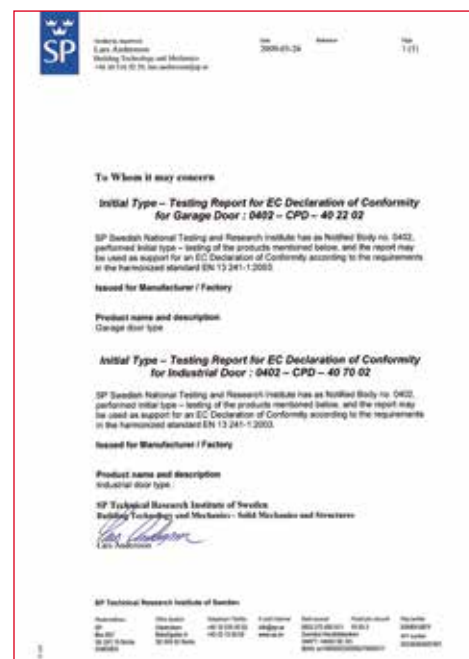 SP
Lars Andersson
Building Technology and Mechanics
Date
Page
1 (1)
To Whom it may concern
Initial Type – Testing Report for EC Declaration of Conformity
for Garage Door : 0402 – CPD – 40 22 02
SP Swedish National Testing and Research Institute has as Notified Body no. 0402,
performed initial type – testing of the products mentioned below, and the report may
be used as support for an EC Declaration of Conformity according to the requirements
in the harmonized standard EN 13 241-1:2003.
Issued for Manufacturer / Factory
Product name and description
Garage door type
Initial Type – Testing Report for EC Declaration of Conformity
for Industrial Door : 0402 – CPD – 40 70 02
SP Swedish National Testing and Research Institute has as Notified Body no. 0402,
performed initial type – testing of the products mentioned below, and the report may
be used as support for an EC Declaration of Conformity according to the requirements
in the harmonized standard EN 13 241-1:2003.
Issued for Manufacturer / Factory
Product name and description
Industrial door type
SP Technical Research Institute of Sweden
Building Technology and Mechanics - Solid Mechanics and Structures
Lars Andersson
SP Technical Research Institute of Sweden